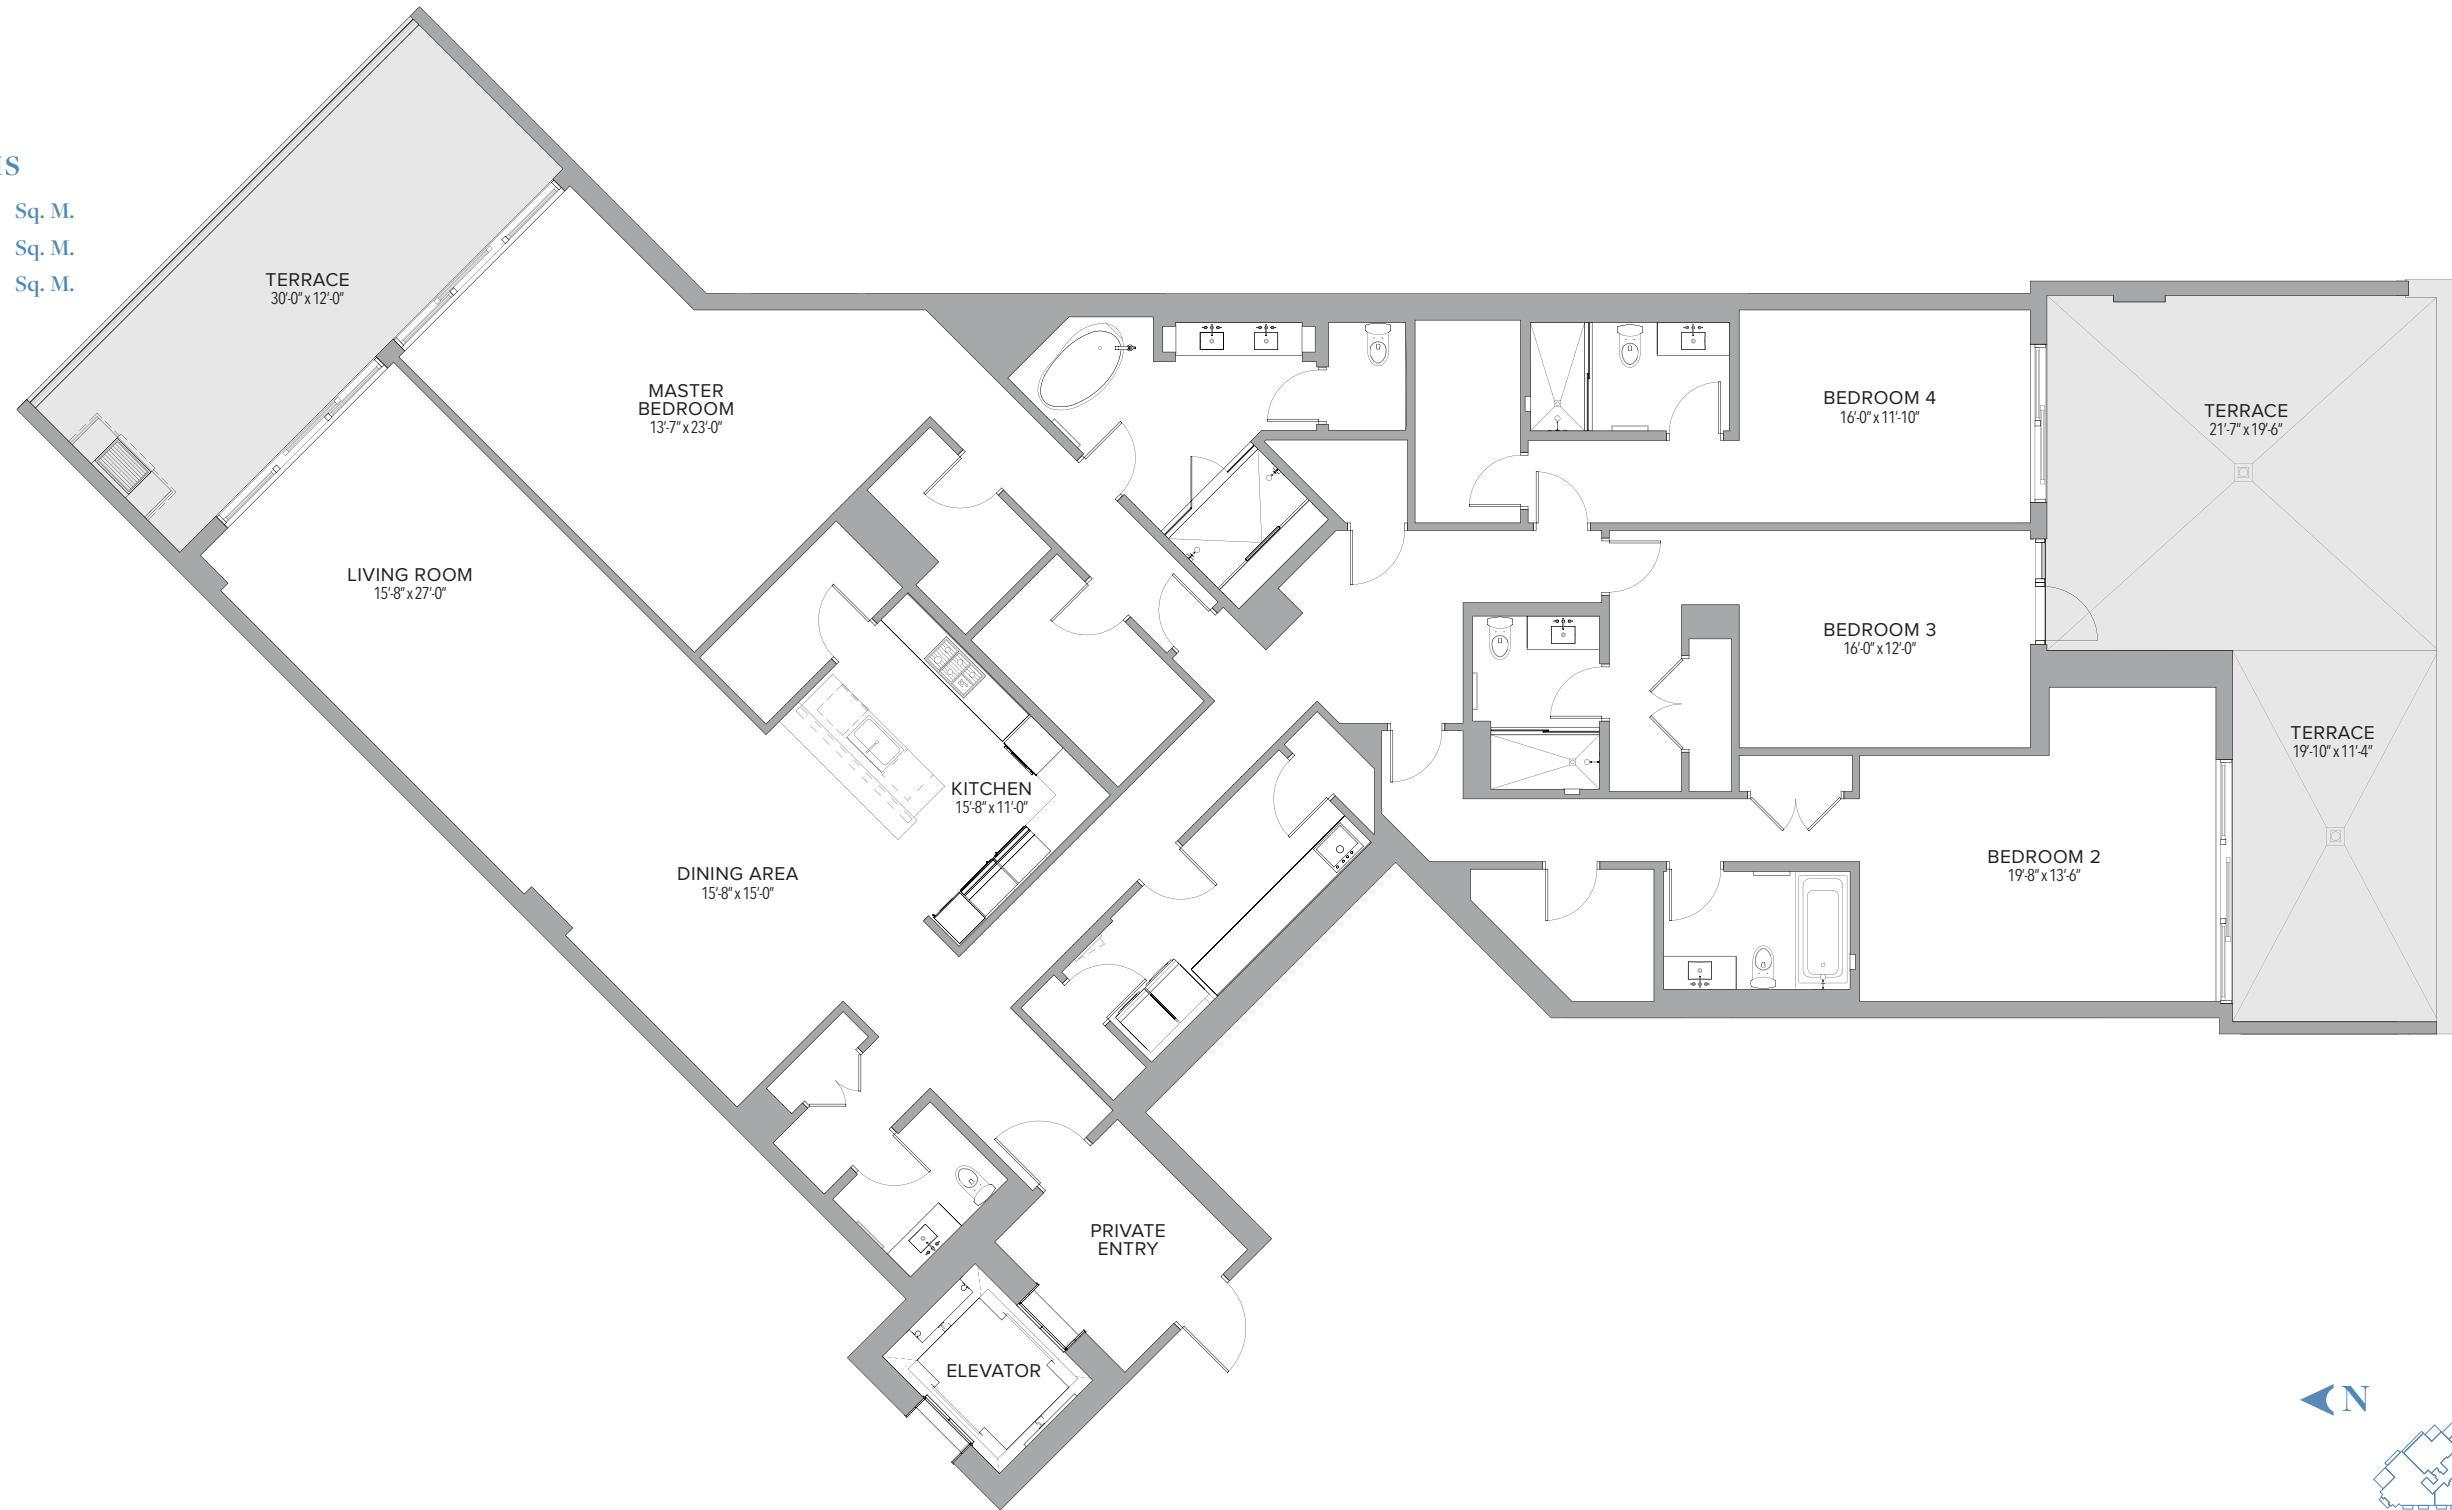 Sq. M.
Sq. M.
Sq. M.
TERRACE
30'-0" x 12'-0"
MASTER
BEDROOM
13'-7" x 23'-0"
LIVING ROOM
15'-8" x 27'-0"
KITCHEN
15'-8" x 11'-0"
DINING AREA
15'-8" x 15'-0"
BEDROOM 4
16'-0" x 11'-10"
TERRACE
21'-7" x 19'-6"
BEDROOM 3
16'-0" x 12'-0"
TERRACE
19'-10" x 11'-4"
BEDROOM 2
19'-8" x 13'-6"
PRIVATE
ENTRY
ELEVATOR
N